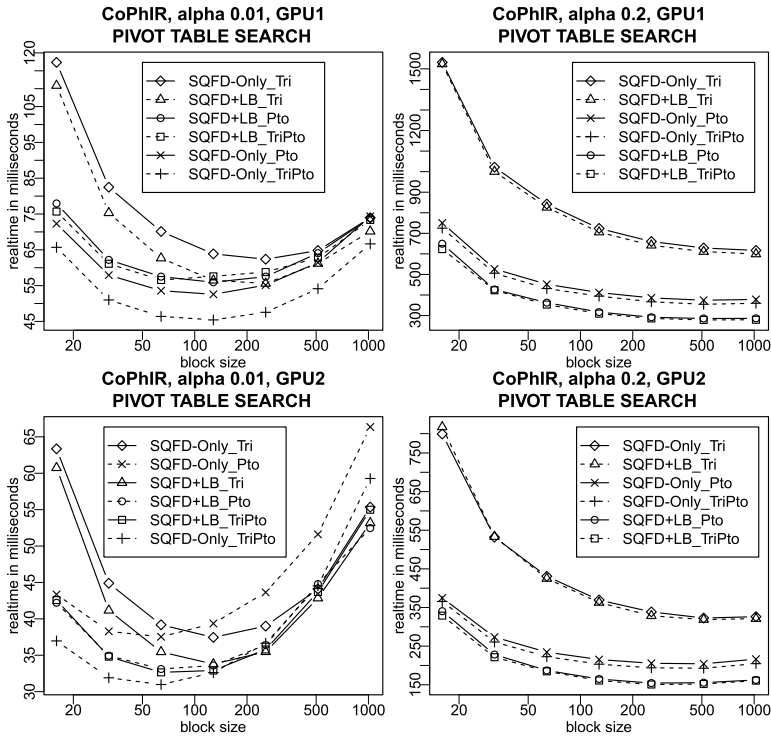 CoPhIR, alpha 0.01, GPU1
PIVOT TABLE SEARCH
realtime in milliseconds
45 55 65 75 85 95 105 120
SQFD-Only_Tri
SQFD+LB_Tri
SQFD+LB_Pto
SQFD+LB_TriPto
SQFD-Only_Pto
SQFD-Only_TriPto
20 50 100 200 500 1000
block size
CoPhIR, alpha 0.2, GPU1
PIVOT TABLE SEARCH
realtime in milliseconds
300 500 700 900 1200 1500
SQFD-Only_Tri
SQFD+LB_Tri
SQFD-Only_Pto
SQFD-Only_TriPto
SQFD+LB_Pto
SQFD+LB_TriPto
20 50 100 200 500 1000
block size
CoPhIR, alpha 0.01, GPU2
PIVOT TABLE SEARCH
realtime in milliseconds
30 35 40 45 50 55 60 65
SQFD-Only_Tri
SQFD-Only_Pto
SQFD+LB_Tri
SQFD+LB_Pto
SQFD+LB_TriPto
SQFD-Only_TriPto
20 50 100 200 500 1000
block size
CoPhIR, alpha 0.2, GPU2
PIVOT TABLE SEARCH
realtime in milliseconds
150 250 350 450 550 650 750
SQFD-Only_Tri
SQFD+LB_Tri
SQFD-Only_Pto
SQFD-Only_TriPto
SQFD+LB_Pto
SQFD+LB_TriPto
20 50 100 200 500 1000
block size